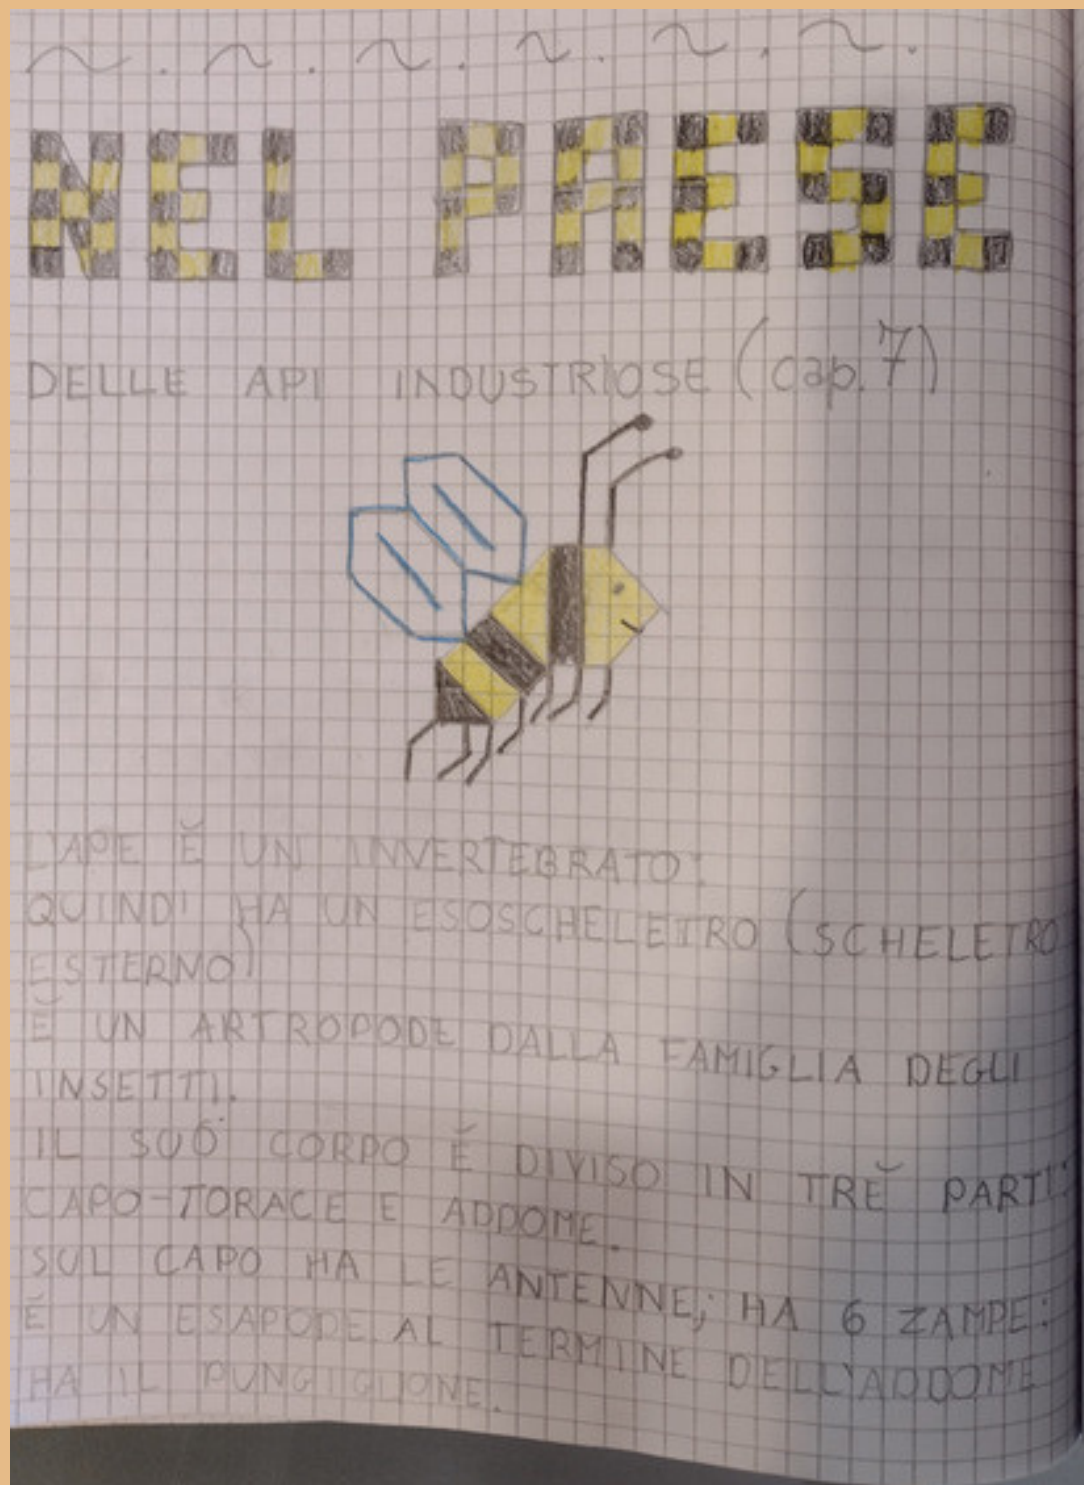 NEL PAESE
DELLE API INDUSTRIOSE (cap. 7)
L'APE Ĕ UN INVERTEBRATO:
QUINDI HA UN ESOSCHELETRO (SCHELETRO
ESTERNO)
Ĕ UN ARTROPODE DALLA FAMIGLIA DEGLI
INSETTI.
IL SUO CORPO Ĕ DIVISO IN TRĔ PARTI:
CAPO-TORACE E ADDOME.
SUL CAPO HA LE ANTENNE; HA 6 ZAMPE:
Ĕ UN ESAPODE AL TERMINE DELL'ADDOME
HA IL PUNGIGLIONE.